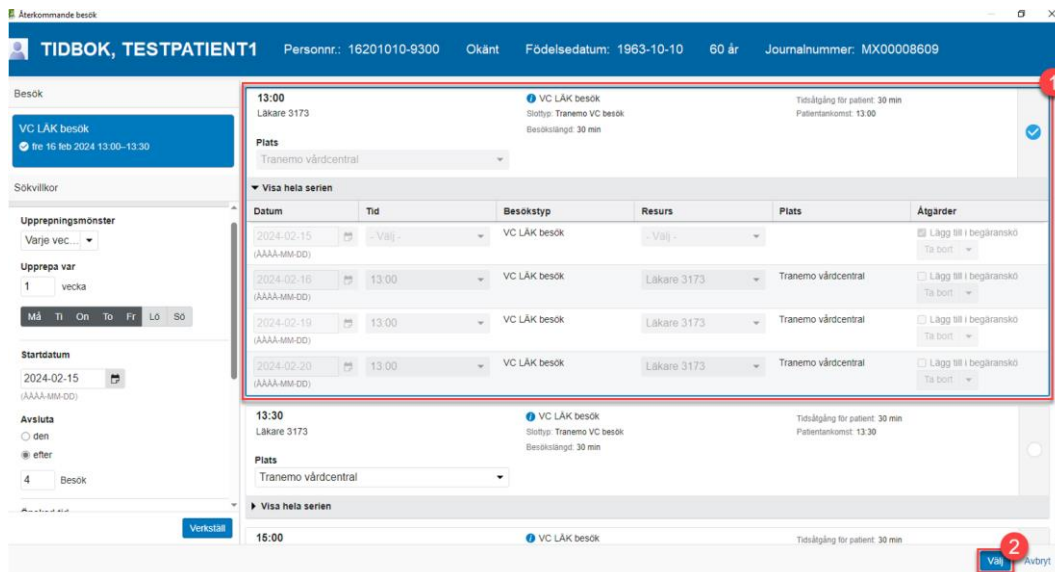 Återkommande besök
TIDBOK, TESTPATIENT1 Personnr.: 16201010-9300 Okänt Födelsedatum: 1963-10-10 60 år Journalnummer: MX00008609
Besök
VC LÄK besök
fre 16 feb 2024 13:00–13:30
Sökvillkor
Upprepningsmönster
Varje vec...
Upprepa var
1 vecka
Må Ti On To Fr Lö Sö
Startdatum
2024-02-15
(ÅÅÅÅ-MM-DD)
Avsluta
den
efter
4 Besök
Önskad tid
Verkställ
1
13:00 VC LÄK besök Tidsåtgång för patient: 30 min
Läkare 3173 Slottyp: Tranemo VC besök Patientankomst: 13:00
Besökslängd: 30 min
Plats
Tranemo vårdcentral
Visa hela serien
Datum Tid Besökstyp Resurs Plats Åtgärder
2024-02-15 - Välj - VC LÄK besök - Välj - Lägg till i begäranskö
(ÅÅÅÅ-MM-DD) Ta bort
2024-02-16 13:00 VC LÄK besök Läkare 3173 Tranemo vårdcentral Lägg till i begäranskö
(ÅÅÅÅ-MM-DD) Ta bort
2024-02-19 13:00 VC LÄK besök Läkare 3173 Tranemo vårdcentral Lägg till i begäranskö
(ÅÅÅÅ-MM-DD) Ta bort
2024-02-20 13:00 VC LÄK besök Läkare 3173 Tranemo vårdcentral Lägg till i begäranskö
(ÅÅÅÅ-MM-DD) Ta bort
13:30 VC LÄK besök Tidsåtgång för patient: 30 min
Läkare 3173 Slottyp: Tranemo VC besök Patientankomst: 13:30
Besökslängd: 30 min
Plats
Tranemo vårdcentral
Visa hela serien
15:00 VC LÄK besök Tidsåtgång för patient: 30 min
2
Välj Avbryt